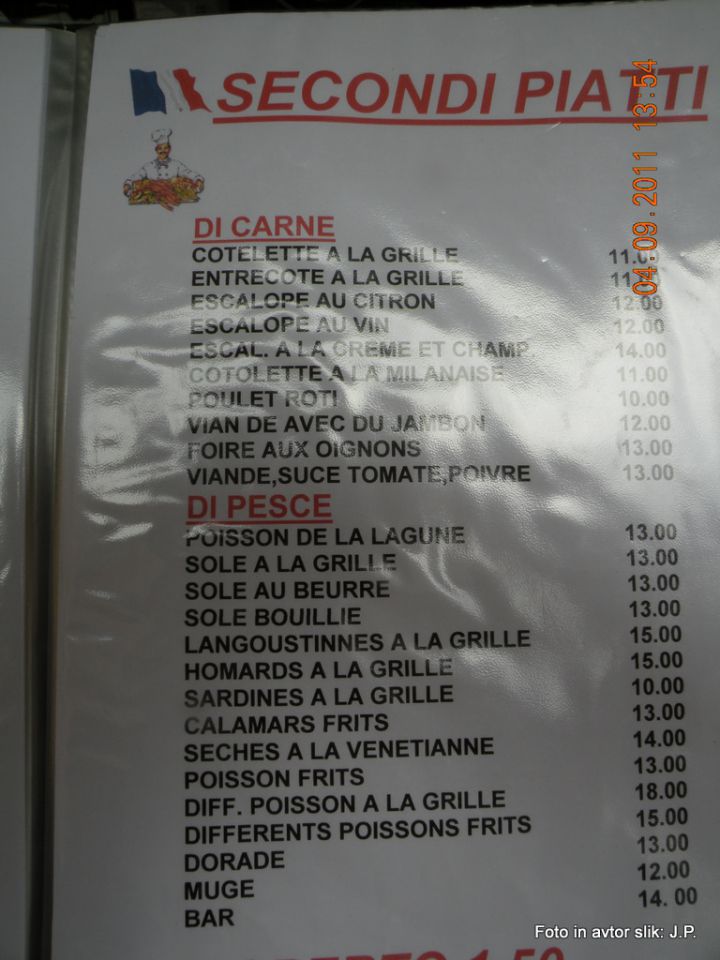 SECONDI PIATTI
04.09.2011 13:54
DI CARNE
COTELETTE A LA GRILLE 11.00
ENTRECOTE A LA GRILLE
ESCALOPE AU CITRON 12.00
ESCALOPE AU VIN 12.00
ESCAL. A LA CREME ET CHAMP. 14.00
COTOLETTE A LA MILANAISE 11.00
POULET ROTI 10.00
VIAN DE AVEC DU JAMBON 12.00
FOIRE AUX OIGNONS 13.00
VIANDE,SUCE TOMATE,POIVRE 13.00
DI PESCE
POISSON DE LA LAGUNE 13.00
SOLE A LA GRILLE 13.00
SOLE AU BEURRE 13.00
SOLE BOUILLIE 13.00
LANGOUSTINNES A LA GRILLE 15.00
HOMARDS A LA GRILLE 15.00
SARDINES A LA GRILLE 10.00
CALAMARS FRITS 13.00
SECHES A LA VENETIANNE 14.00
POISSON FRITS 13.00
DIFF. POISSON A LA GRILLE 18.00
DIFFERENTS POISSONS FRITS 15.00
DORADE 13.00
MUGE 12.00
BAR 14. 00
Foto in avtor slik: J.P.